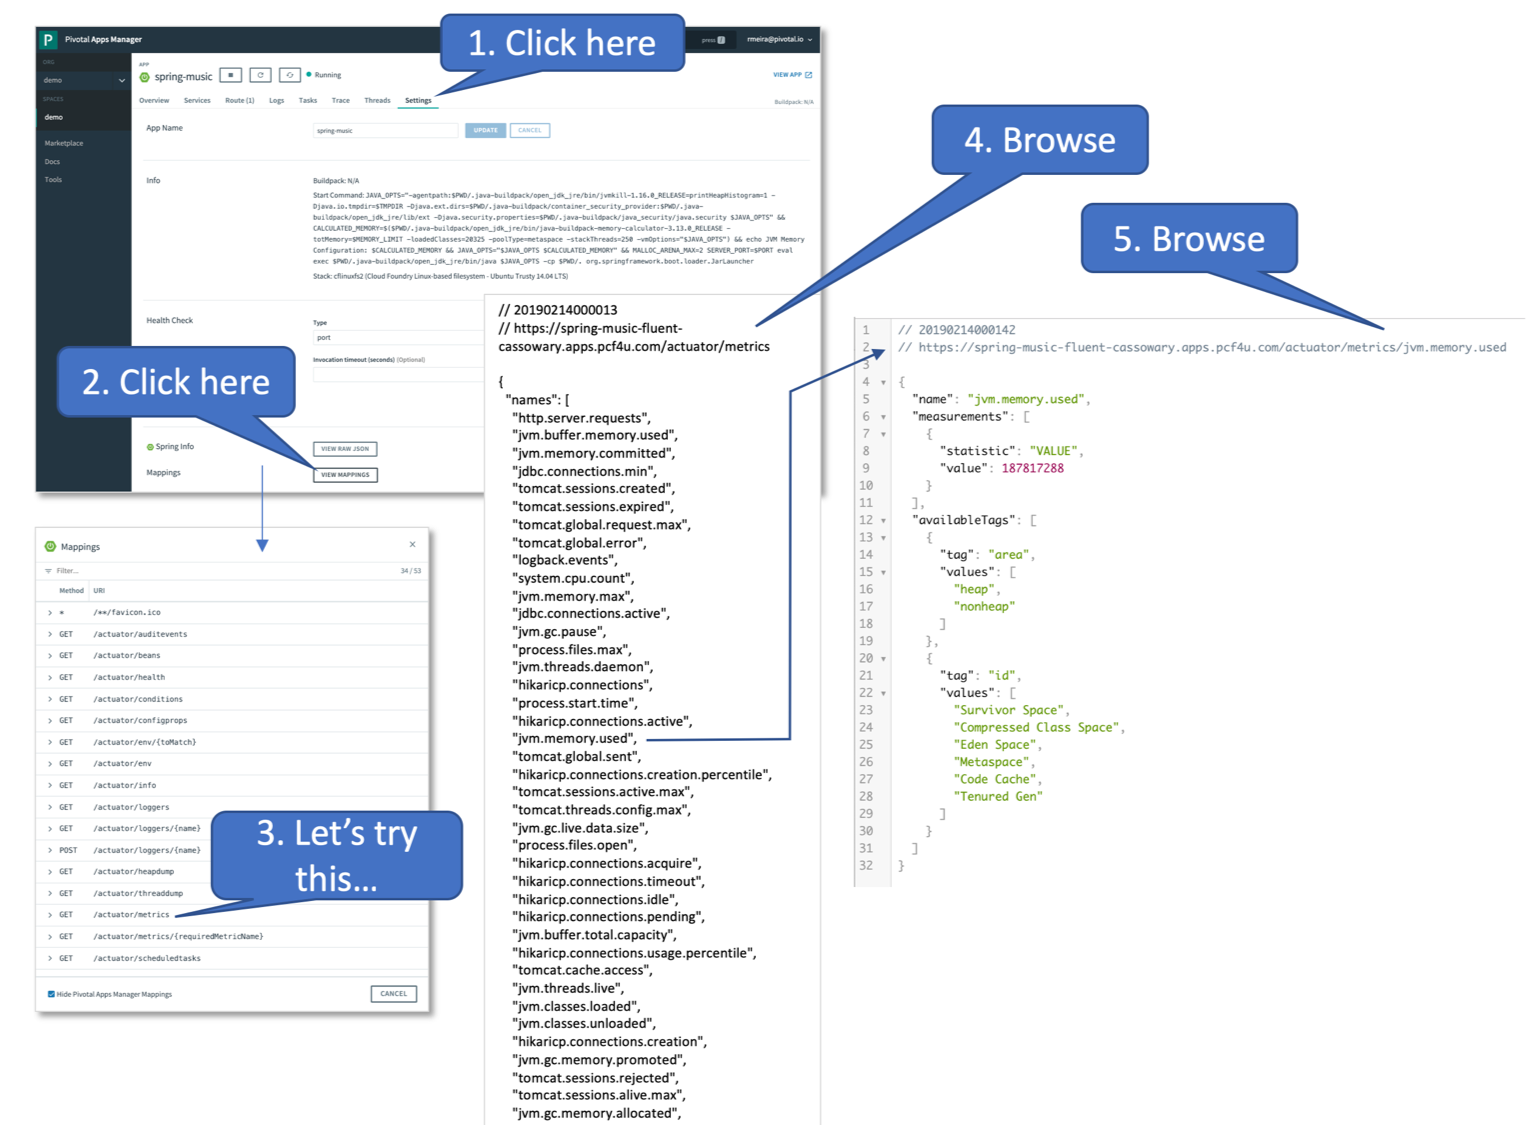 1. Click here
P Pivotal Apps Manager
press /
rmeira@pivotal.io
ORG
demo
SPACES
demo
Marketplace
Docs
Tools
APP
spring-music
Running
VIEW APP
Overview Services Route (1) Logs Tasks Trace Threads Settings
Buildpack: N/A
App Name
spring-music
UPDATE
CANCEL
Info
Buildpack: N/A
Start Command: JAVA_OPTS="-agentpath:$PWD/.java-buildpack/open_jdk_jre/bin/jvmkill-1.16.0_RELEASE=printHeapHistogram=1 -
Djava.io.tmpdir=$TMPDIR -Djava.ext.dirs=$PWD/.java-buildpack/container_security_provider:$PWD/.java-
buildpack/open_jdk_jre/lib/ext -Djava.security.properties=$PWD/.java-buildpack/java_security/java.security $JAVA_OPTS" &&
CALCULATED_MEMORY=$($PWD/.java-buildpack/open_jdk_jre/bin/java-buildpack-memory-calculator-3.13.0_RELEASE -
totMemory=$MEMORY_LIMIT -loadedClasses=20325 -poolType=metaspace -stackThreads=250 -vmOptions="$JAVA_OPTS") && echo JVM Memory
Configuration: $CALCULATED_MEMORY && JAVA_OPTS="$JAVA_OPTS $CALCULATED_MEMORY" && MALLOC_ARENA_MAX=2 SERVER_PORT=$PORT eval
exec $PWD/.java-buildpack/open_jdk_jre/bin/java $JAVA_OPTS -cp $PWD/. org.springframework.boot.loader.JarLauncher
Stack: cflinuxfs2 (Cloud Foundry Linux-based filesystem - Ubuntu Trusty 14.04 LTS)
Health Check
Type
port
Invocation timeout (seconds) (Optional)
2. Click here
Spring Info
VIEW RAW JSON
Mappings
VIEW MAPPINGS
Mappings
×
Filter...
34 / 53
Method URI
> * /**/favicon.ico
> GET /actuator/auditevents
> GET /actuator/beans
> GET /actuator/health
> GET /actuator/conditions
> GET /actuator/configprops
> GET /actuator/env/{toMatch}
> GET /actuator/env
> GET /actuator/info
> GET /actuator/loggers
> GET /actuator/loggers/{name}
> POST /actuator/loggers/{name}
> GET /actuator/heapdump
> GET /actuator/threaddump
> GET /actuator/metrics
> GET /actuator/metrics/{requiredMetricName}
> GET /actuator/scheduledtasks
Hide Pivotal Apps Manager Mappings
CANCEL
3. Let's try
this...
4. Browse
// 20190214000013
// https://spring-music-fluent-
cassowary.apps.pcf4u.com/actuator/metrics
{
"names": [
"http.server.requests",
"jvm.buffer.memory.used",
"jvm.memory.committed",
"jdbc.connections.min",
"tomcat.sessions.created",
"tomcat.sessions.expired",
"tomcat.global.request.max",
"tomcat.global.error",
"logback.events",
"system.cpu.count",
"jvm.memory.max",
"jdbc.connections.active",
"jvm.gc.pause",
"process.files.max",
"jvm.threads.daemon",
"hikaricp.connections",
"process.start.time",
"hikaricp.connections.active",
"jvm.memory.used",
"tomcat.global.sent",
"hikaricp.connections.creation.percentile",
"tomcat.sessions.active.max",
"tomcat.threads.config.max",
"jvm.gc.live.data.size",
"process.files.open",
"hikaricp.connections.acquire",
"hikaricp.connections.timeout",
"hikaricp.connections.idle",
"hikaricp.connections.pending",
"jvm.buffer.total.capacity",
"hikaricp.connections.usage.percentile",
"tomcat.cache.access",
"jvm.threads.live",
"jvm.classes.loaded",
"jvm.classes.unloaded",
"hikaricp.connections.creation",
"jvm.gc.memory.promoted",
"tomcat.sessions.rejected",
"tomcat.sessions.alive.max",
"jvm.gc.memory.allocated",
5. Browse
1 // 20190214000142
2 // https://spring-music-fluent-cassowary.apps.pcf4u.com/actuator/metrics/jvm.memory.used
3
4 {
5 "name": "jvm.memory.used",
6 "measurements": [
7 {
8 "statistic": "VALUE",
9 "value": 187817288
10 }
11 ],
12 "availableTags": [
13 {
14 "tag": "area",
15 "values": [
16 "heap",
17 "nonheap"
18 ]
19 },
20 {
21 "tag": "id",
22 "values": [
23 "Survivor Space",
24 "Compressed Class Space",
25 "Eden Space",
26 "Metaspace",
27 "Code Cache",
28 "Tenured Gen"
29 ]
30 }
31 ]
32 }